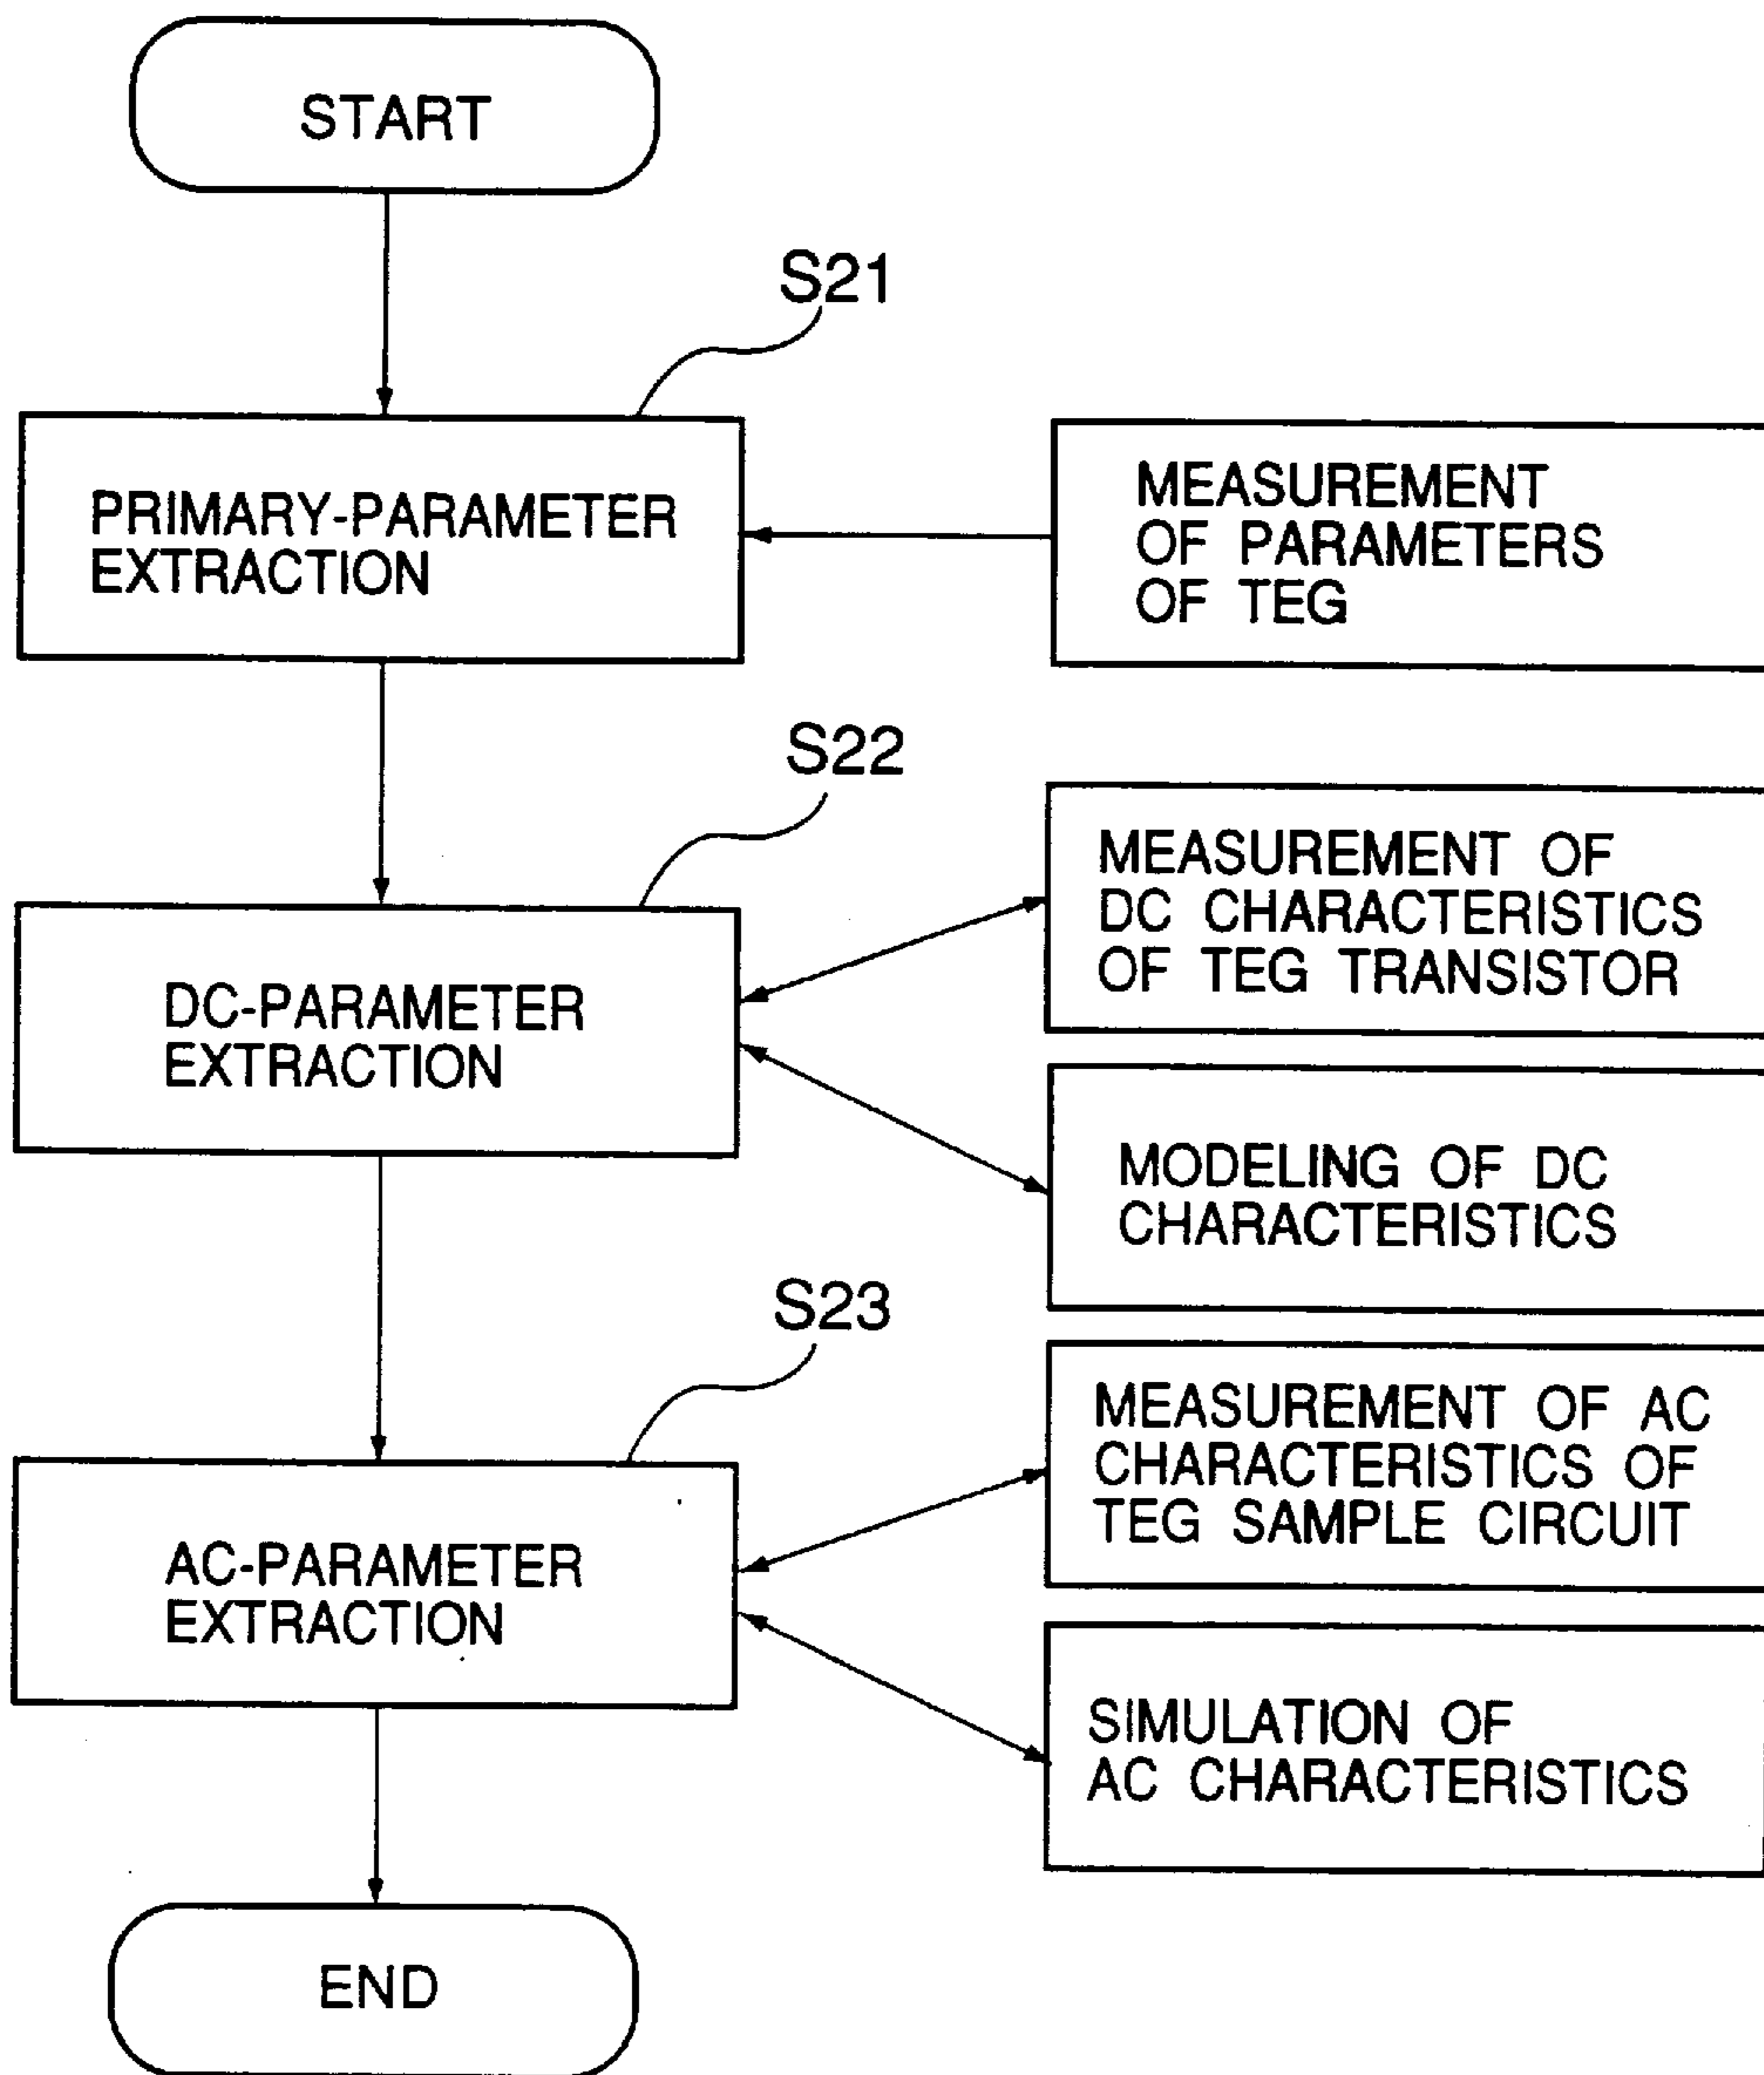 START
S21
PRIMARY-PARAMETER
EXTRACTION
MEASUREMENT
OF PARAMETERS
OF TEG
S22
DC-PARAMETER
EXTRACTION
MEASUREMENT OF
DC CHARACTERISTICS
OF TEG TRANSISTOR
MODELING OF DC
CHARACTERISTICS
S23
AC-PARAMETER
EXTRACTION
MEASUREMENT OF AC
CHARACTERISTICS OF
TEG SAMPLE CIRCUIT
SIMULATION OF
AC CHARACTERISTICS
END